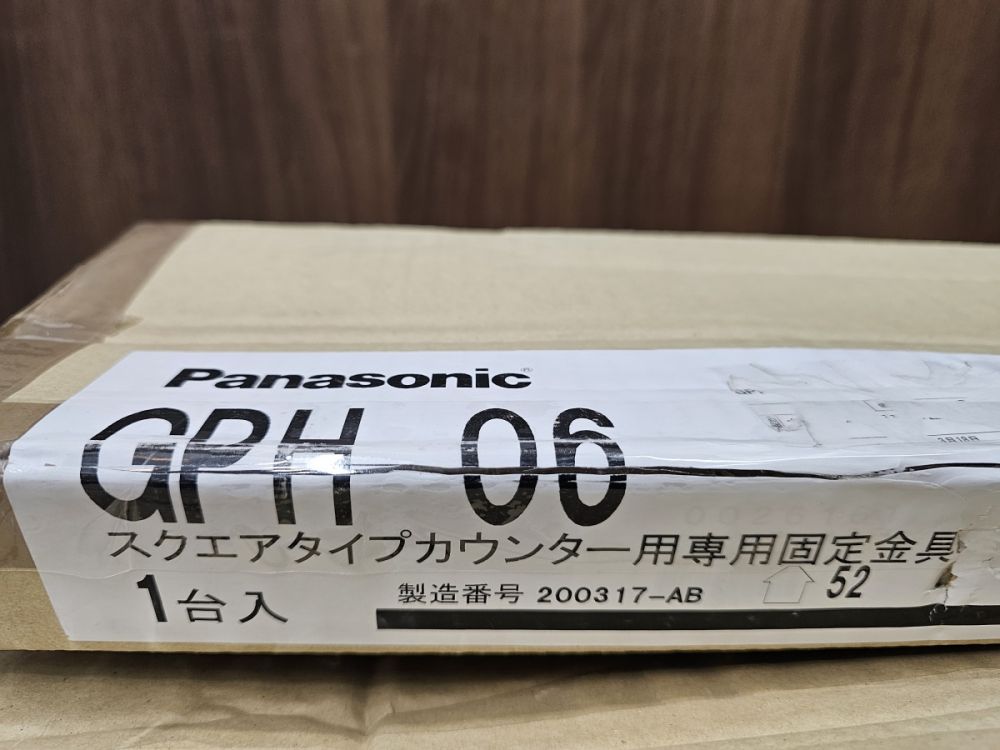 Panasonic®
GPH 06
スクエアタイプカウンター用専用固定金具
1台入
製造番号 200317-AB
52